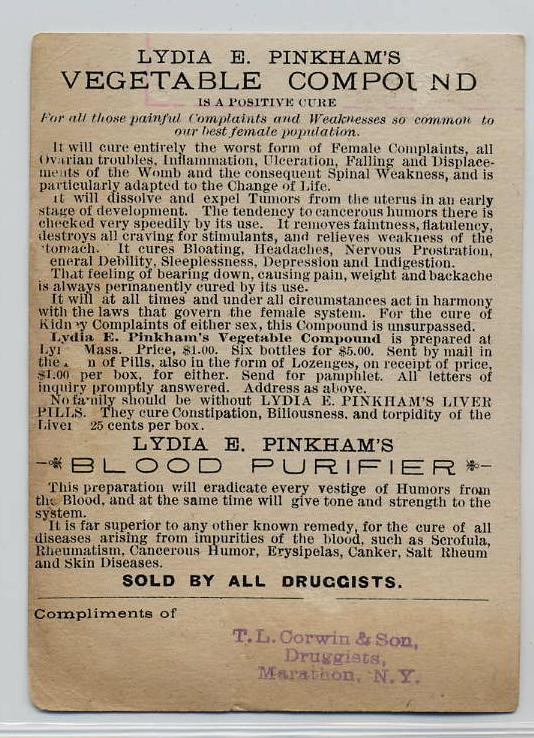 LYDIA E. PINKHAM'S
VEGETABLE COMPOUND
IS A POSITIVE CURE
For all those painful Complaints and Weaknesses so common to
our best female population.
It will cure entirely the worst form of Female Complaints, all
Ovarian troubles, Inflammation, Ulceration, Falling and Displace-
ments of the Womb and the consequent Spinal Weakness, and is
particularly adapted to the Change of Life.
It will dissolve and expel Tumors from the uterus in an early
stage of development. The tendency to cancerous humors there is
checked very speedily by its use. It removes faintness, flatulency,
destroys all craving for stimulants, and relieves weakness of the
stomach. It cures Bloating, Headaches, Nervous Prostration,
eneral Debility, Sleeplessness, Depression and Indigestion.
That feeling of bearing down, causing pain, weight and backache
is always permanently cured by its use.
It will at all times and under all circumstances act in harmony
with the laws that govern the female system. For the cure of
Kidney Complaints of either sex, this Compound is unsurpassed.
Lydia E. Pinkham's Vegetable Compound is prepared at
Mass. Price, $1.00. Six bottles for $5.00. Sent by mail in
the of Pills, also in the form of Lozenges, on receipt of price,
$1.00 per box, for either. Send for pamphlet. All letters of
inquiry promptly answered. Address as above.
No family should be without LYDIA E. PINKHAM'S LIVER
PILLS. They cure Constipation, Biliousness, and torpidity of the
Liver 25 cents per box.
LYDIA E. PINKHAM'S
BLOOD PURIFIER
This preparation will eradicate every vestige of Humors from
the Blood, and at the same time will give tone and strength to the
system.
It is far superior to any other known remedy, for the cure of all
diseases arising from impurities of the blood, such as Scrofula,
Rheumatism, Cancerous Humor, Erysipelas, Canker, Salt Rheum
and Skin Diseases.
SOLD BY ALL DRUGGISTS.
Compliments of
T. L. Corwin & Son,
Druggists,
Marathon, N. Y.